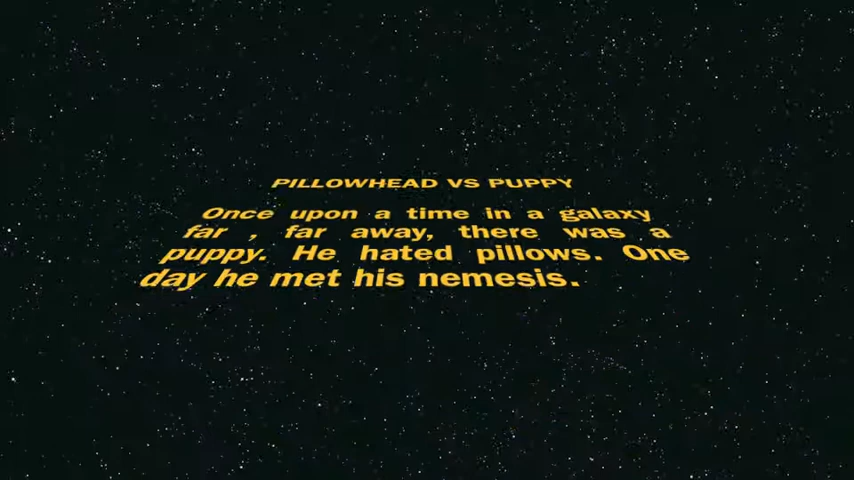 PILLOWHEAD VS PUPPY
Once upon a time in a galaxy
far , far away, there was a
puppy. He hated pillows. One
day he met his nemesis.